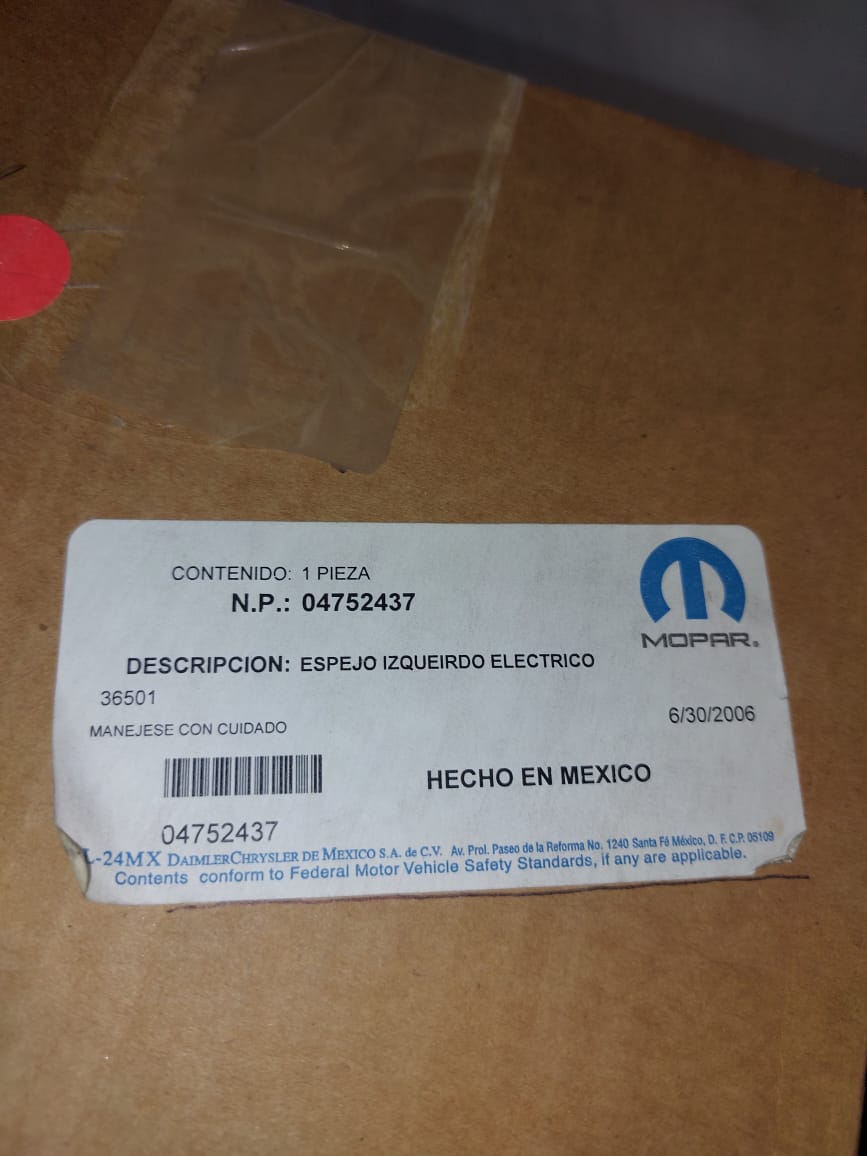 CONTENIDO: 1 PIEZA
N.P.: 04752437
MOPAR®
DESCRIPCION: ESPEJO IZQUEIRDO ELECTRICO
36501
6/30/2006
MANEJESE CON CUIDADO
HECHO EN MEXICO
04752437
L-24MX DAIMLERCHRYSLER DE MEXICO S.A. de C.V. Av. Prol. Paseo de la Reforma No. 1240 Santa Fé México, D. F. C.P. 05109
Contents conform to Federal Motor Vehicle Safety Standards, if any are applicable.